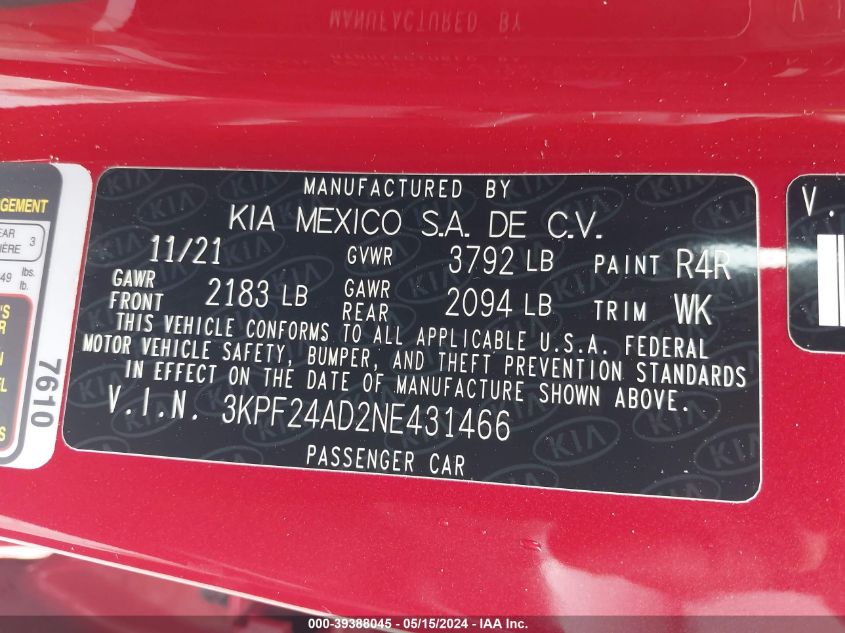 MANUFACTURED BY
KIA MEXICO S.A. DE C.V.
11/21 GVWR 3792 LB PAINT R4R
GAWR FRONT 2183 LB GAWR REAR 2094 LB TRIM WK
THIS VEHICLE CONFORMS TO ALL APPLICABLE U.S.A. FEDERAL
MOTOR VEHICLE SAFETY, BUMPER, AND THEFT PREVENTION STANDARDS
IN EFFECT ON THE DATE OF MANUFACTURE SHOWN ABOVE.
V.I.N. 3KPF24AD2NE431466
PASSENGER CAR
3
lbs.
lb.
7610
V.
000-39388045 - 05/15/2024 - IAA Inc.